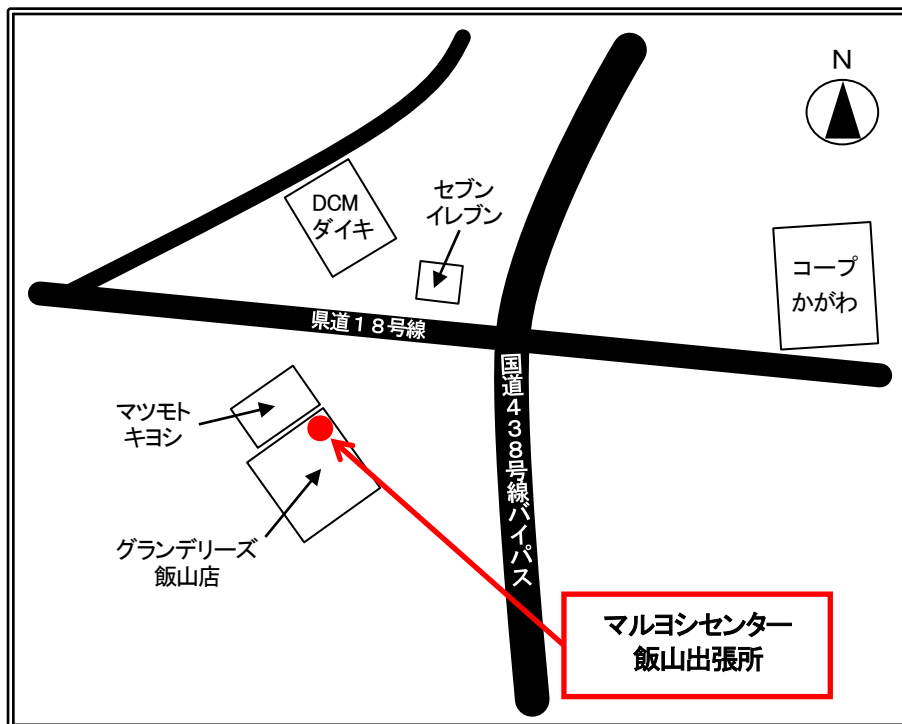 N
DCM
ダイキ
セブン
イレブン
コープ
かがわ
県道18号線
国道438号線バイパス
マツモト
キヨシ
グランデリーズ
飯山店
マルヨシセンター
飯山出張所